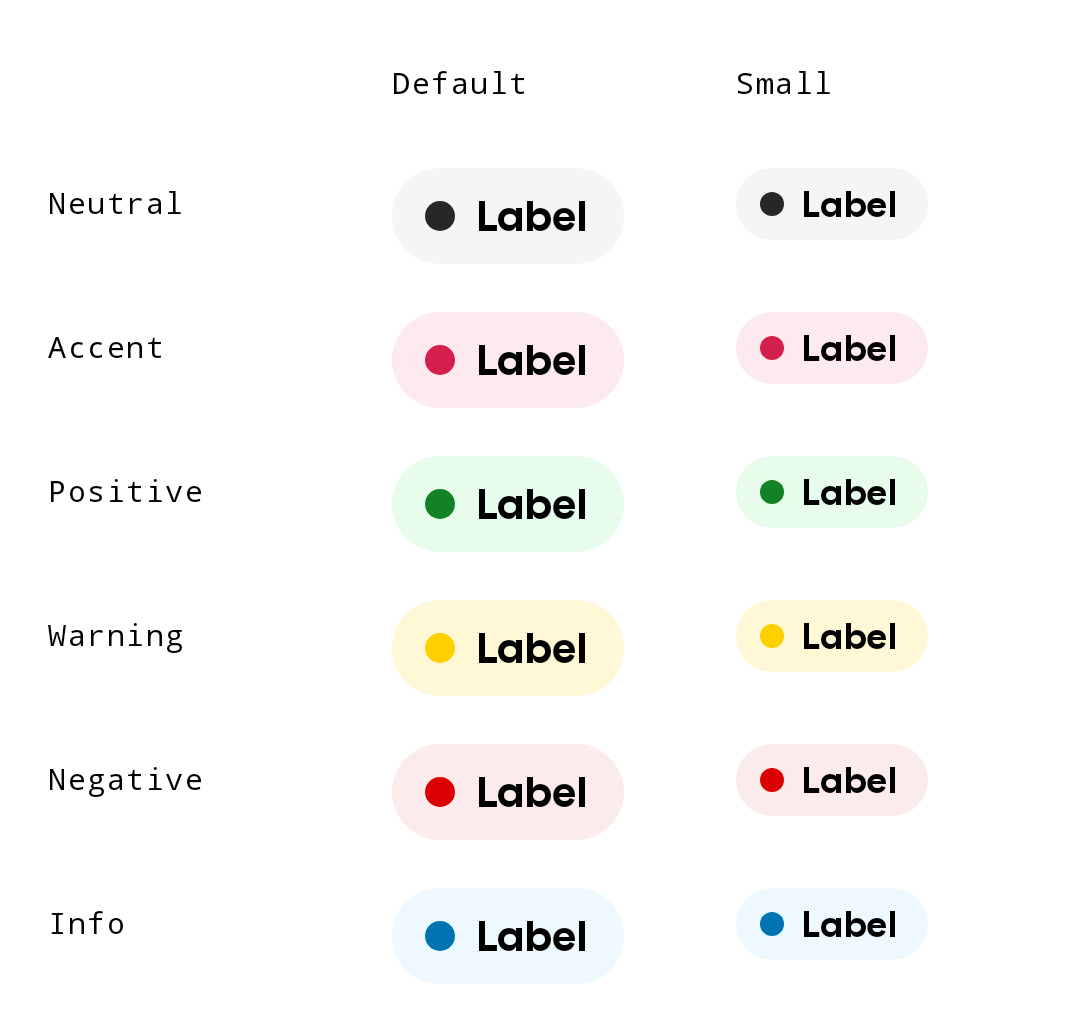 Default Small
Neutral Label Label
Accent Label Label
Positive Label Label
Warning Label Label
Negative Label Label
Info Label Label